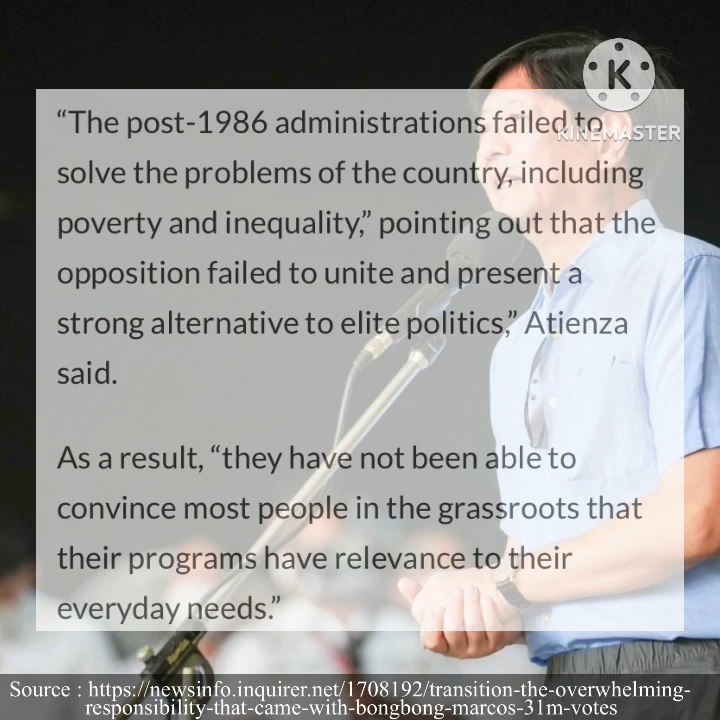 K
KINEMASTER
“The post-1986 administrations failed to
solve the problems of the country, including
poverty and inequality,” pointing out that the
opposition failed to unite and present a
strong alternative to elite politics,” Atienza
said.
As a result, “they have not been able to
convince most people in the grassroots that
their programs have relevance to their
everyday needs.”
Source : https://newsinfo.inquirer.net/1708192/transition-the-overwhelming-
responsibility-that-came-with-bongbong-marcos-31m-votes